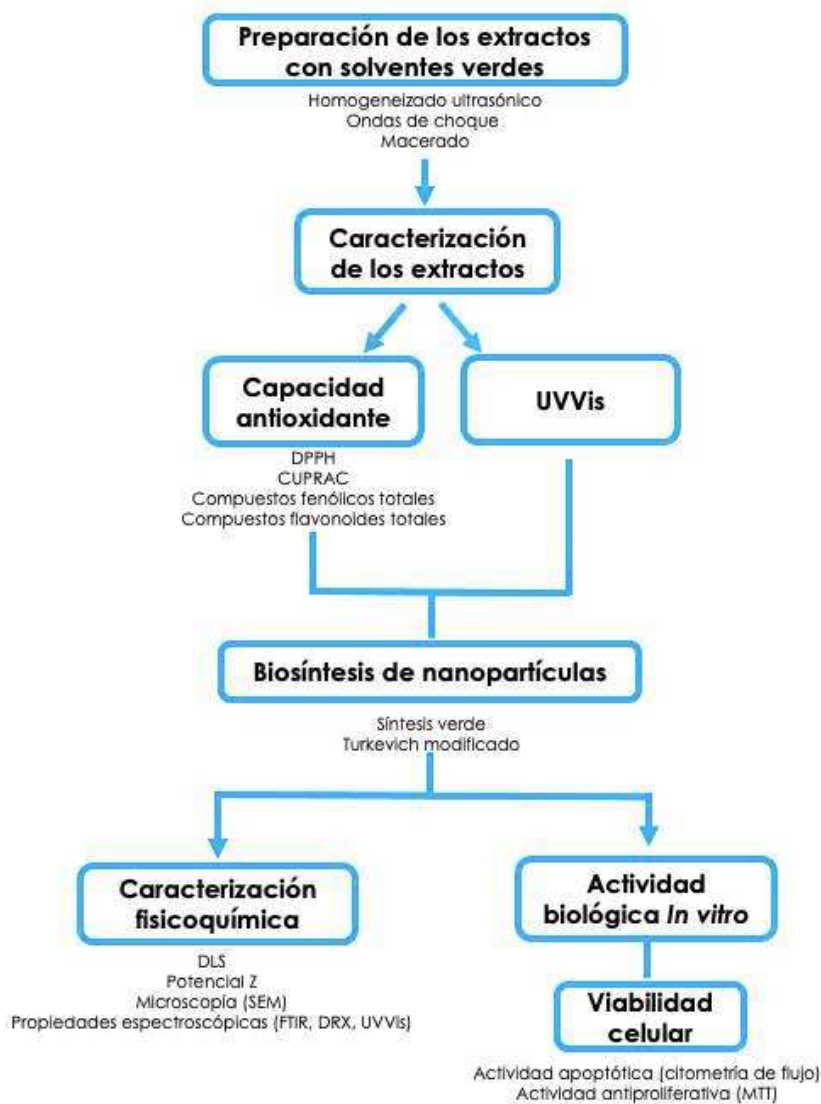 Preparación de los extractos
con solventes verdes
Homogeneizado ultrasónico
Ondas de choque
Macerado
Caracterización
de los extractos
Capacidad
antioxidante
UVVis
DPPH
CUPRAC
Compuestos fenólicos totales
Compuestos flavonoides totales
Biosíntesis de nanopartículas
Síntesis verde
Turkevich modificado
Caracterización
fisicoquímica
DLS
Potencial Z
Microscopía (SEM)
Propiedades espectroscópicas (FTIR, DRX, UVVis)
Actividad
biológica In vitro
Viabilidad
celular
Actividad apoptótica (citometría de flujo)
Actividad antiproliferativa (MTT)